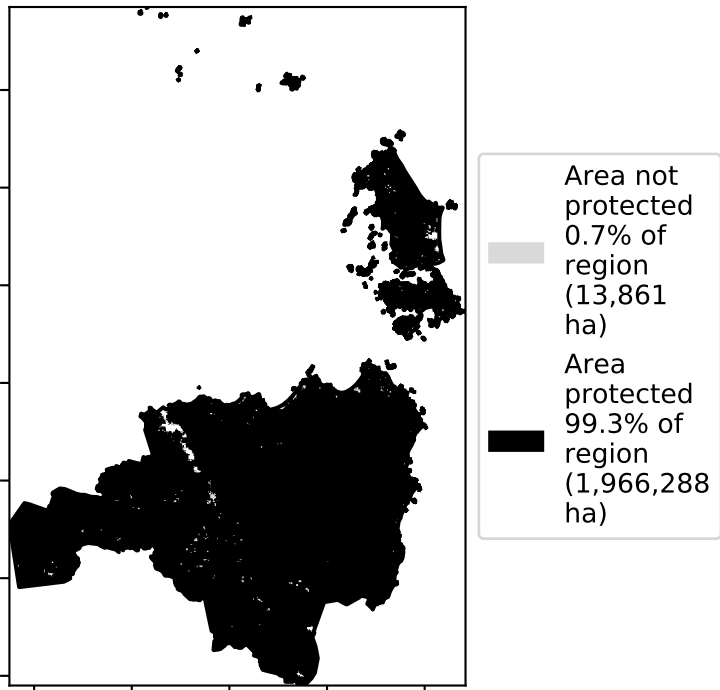 Area not
protected
0.7% of
region
(13,861
ha)
Area
protected
99.3% of
region
(1,966,288
ha)